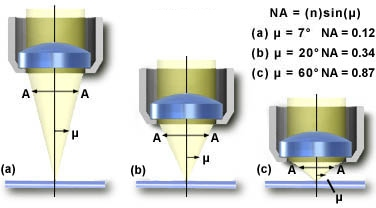 NA = (n)sin(μ)
(a) μ = 7° NA = 0.12
(b) μ = 20° NA = 0.34
(c) μ = 60° NA = 0.87
A A
μ
(a)
A A
μ
(b)
A A
μ
(c)